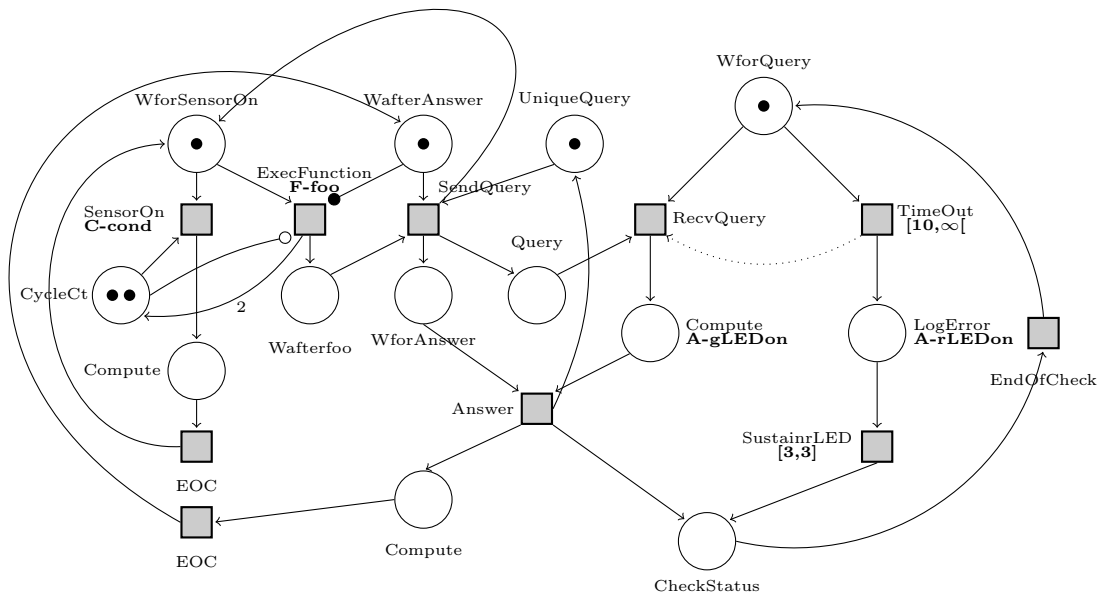 WforQuery
WforSensorOn
WafterAnswer
UniqueQuery
ExecFunction
F-foo
SendQuery
SensorOn
C-cond
RecvQuery
TimeOut
[10,∞[
Query
CycleCt
2
Wafterfoo
WforAnswer
Compute
A-gLEDon
LogError
A-rLEDon
Compute
EndOfCheck
Answer
SustainrLED
[3,3]
EOC
Compute
EOC
CheckStatus